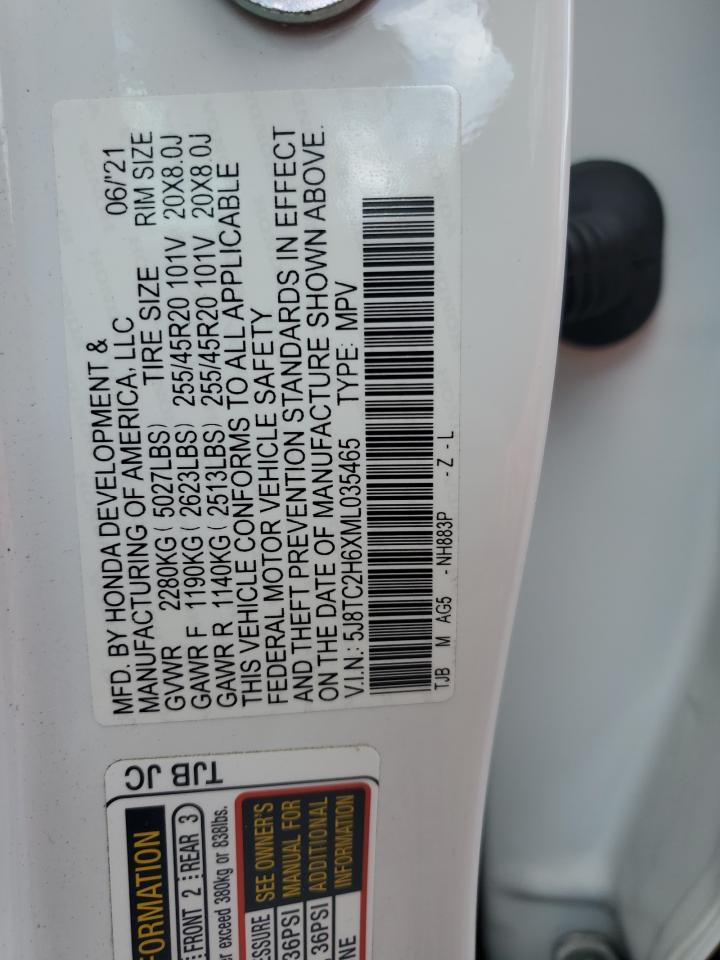 MFD. BY HONDA DEVELOPMENT & 06/'21
MANUFACTURING OF AMERICA, LLC RIM SIZE
GVWR 2280KG ( 5027LBS) TIRE SIZE
GAWR F 1190KG ( 2623LBS) 255/45R20 101V 20X8.0J
GAWR R 1140KG ( 2513LBS) 255/45R20 101V 20X8.0J
THIS VEHICLE CONFORMS TO ALL APPLICABLE
FEDERAL MOTOR VEHICLE SAFETY
AND THEFT PREVENTION STANDARDS IN EFFECT
ON THE DATE OF MANUFACTURE SHOWN ABOVE.
V.I.N.: 5J8TC2H6XML035465 TYPE: MPV
TJB M AG5 - NH883P - Z - L
TJB JC
FORMATION
FRONT 2 REAR 3
exceed 380kg or 838lbs.
SEE OWNER'S
MANUAL FOR
ADDITIONAL
INFORMATION
36PSI
36PSI